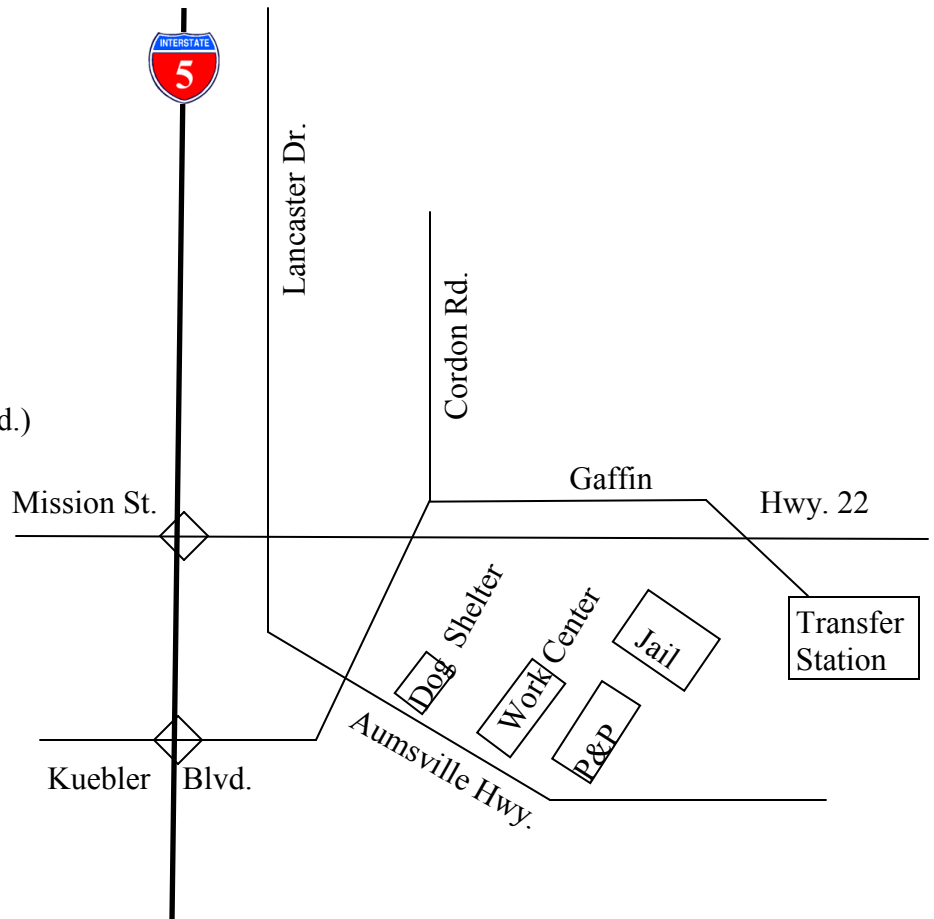 INTERSTATE
5
Lancaster Dr.
Cordon Rd.
d.)
Mission St.
Gaffin
Hwy. 22
Dog Shelter
Work Center
Jail
Transfer
Station
P&P
Kuebler Blvd.
Aumsville Hwy.